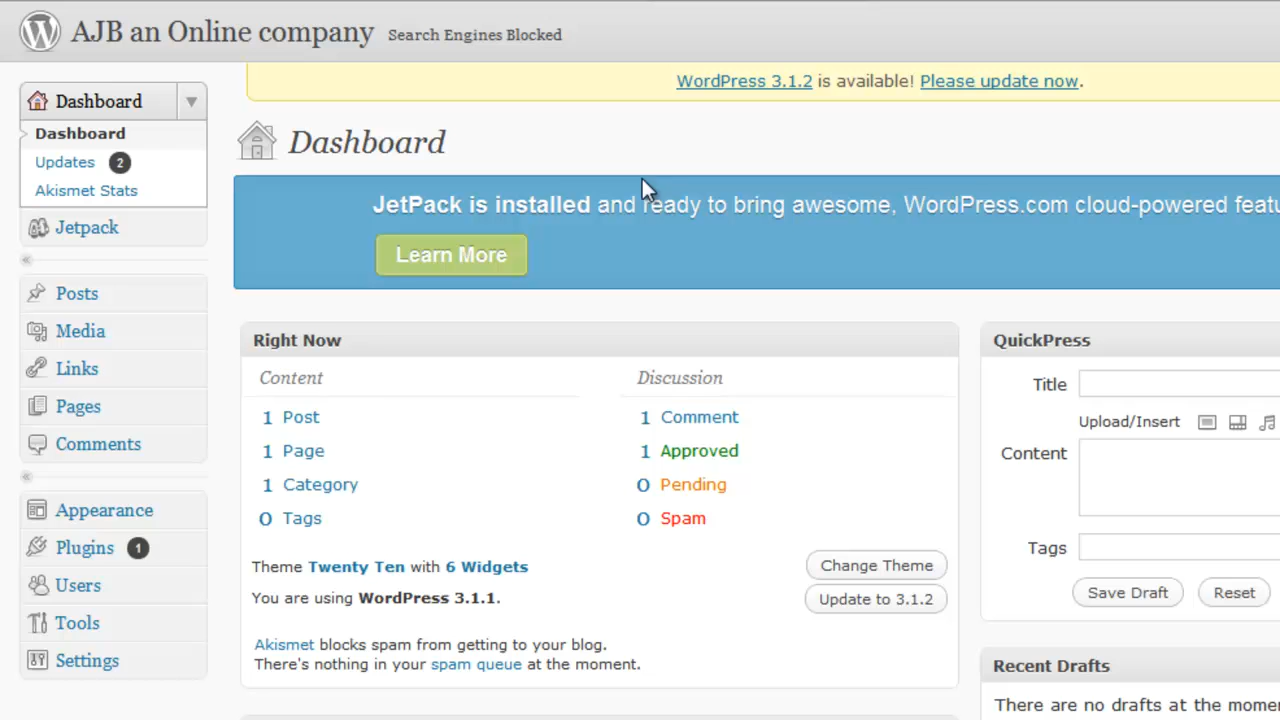 AJB an Online company Search Engines Blocked
WordPress 3.1.2 is available! Please update now.
Dashboard
Dashboard
Updates 2
Akismet Stats
Jetpack
Posts
Media
Links
Pages
Comments
Appearance
Plugins 1
Users
Tools
Settings
Dashboard
JetPack is installed and ready to bring awesome, WordPress.com cloud-powered featu
Learn More
Right Now
Content Discussion
1 Post 1 Comment
1 Page 1 Approved
1 Category 0 Pending
0 Tags 0 Spam
Theme Twenty Ten with 6 Widgets Change Theme
You are using WordPress 3.1.1. Update to 3.1.2
Akismet blocks spam from getting to your blog.
There's nothing in your spam queue at the moment.
QuickPress
Title
Upload/Insert
Content
Tags
Save Draft Reset
Recent Drafts
There are no drafts at the mome